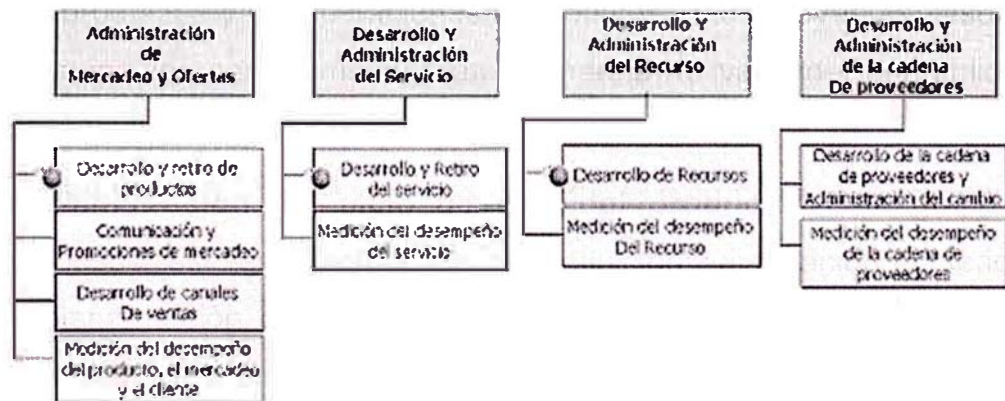 Administración
de
Mercadeo y Ofertas
Desarrollo y retiro de
productos
Comunicación y
Promociones de mercadeo
Desarrollo de canales
De ventas
Medición del desempeño
del producto, el mercadeo
y el cliente
Desarrollo Y
Administración
del Servicio
Desarrollo y Retiro
del servicio
Medición del desempeño
del servicio
Desarrollo Y
Administración
del Recurso
Desarrollo de Recursos
Medición del desempeño
Del Recurso
Desarrollo y
Administración
de la cadena
De proveedores
Desarrollo de la cadena
de proveedores y
Administración del cambio
Medición del desempeño
de la cadena de
proveedores